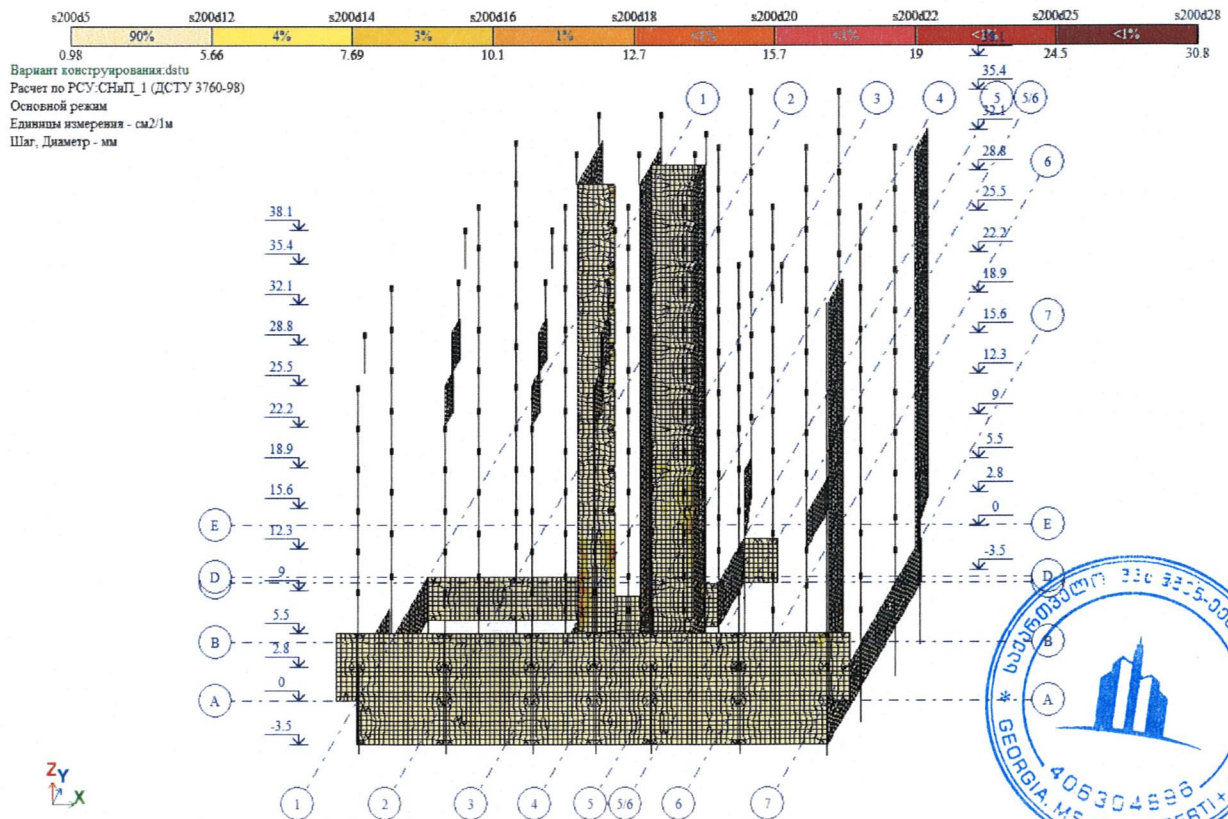 s200d5 s200d12 s200d14 s200d16 s200d18 s200d20 s200d22 s200d25 s200d28
90% 4% 3% 1% <1% <1% <1% <1%
0.98 5.66 7.69 10.1 12.7 15.7 19 24.5 30.8
Вариант конструирования:dstu
Расчет по РСУ:СНиП_1 (ДСТУ 3760-98)
Основной режим
Единицы измерения - см2/1м
Шаг, Диаметр - мм
1 2 3 4 5 5/6
6
7
35.4
32.1
28.8
25.5
22.2
18.9
15.6
12.3
9
5.5
2.8
0
-3.5
38.1
35.4
32.1
28.8
25.5
22.2
18.9
15.6
12.3
9
5.5
2.8
0
-3.5
E E
D D
B B
A A
1 2 3 4 5 5/6 6 7
Z Y X
GEORGIA.